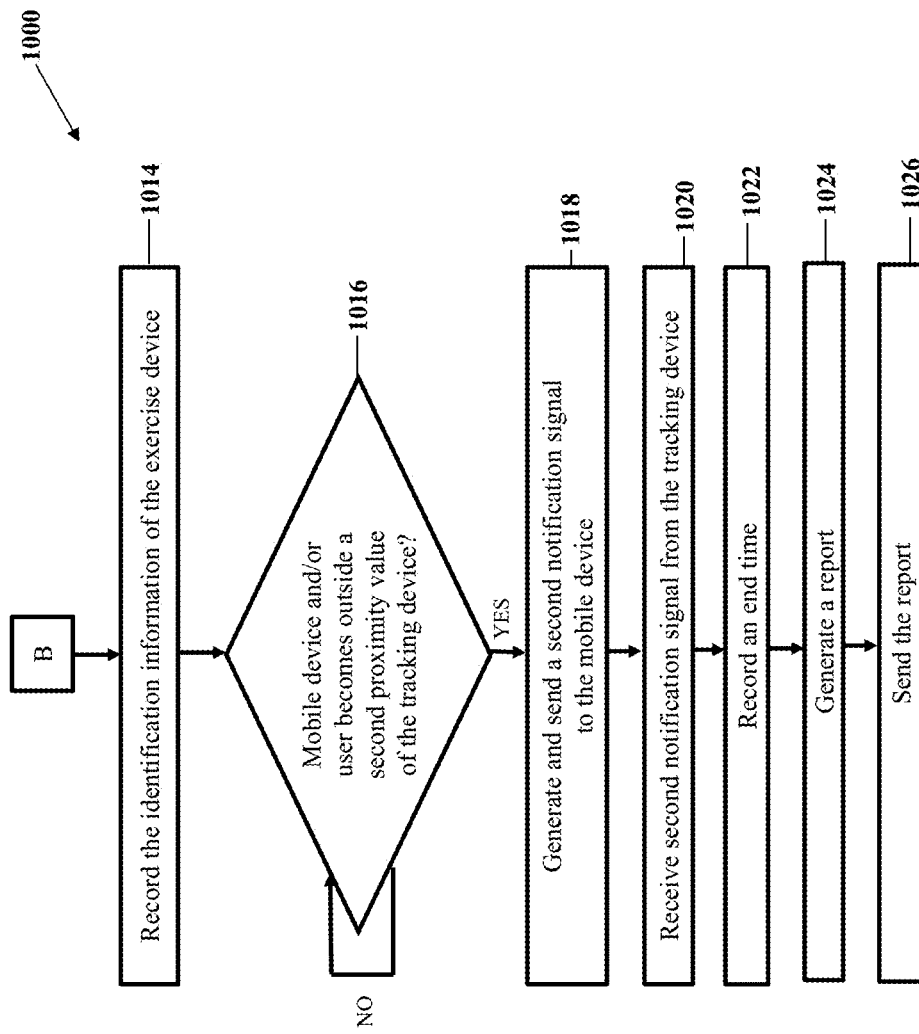 1000
B
Record the identification information of the exercise device
1014
Mobile device and/or
user becomes outside a
second proximity value
of the tracking device?
1016
NO
YES
Generate and send a second notification signal
to the mobile device
1018
Receive second notification signal from the tracking device
1020
Record an end time
1022
Generate a report
1024
Send the report
1026